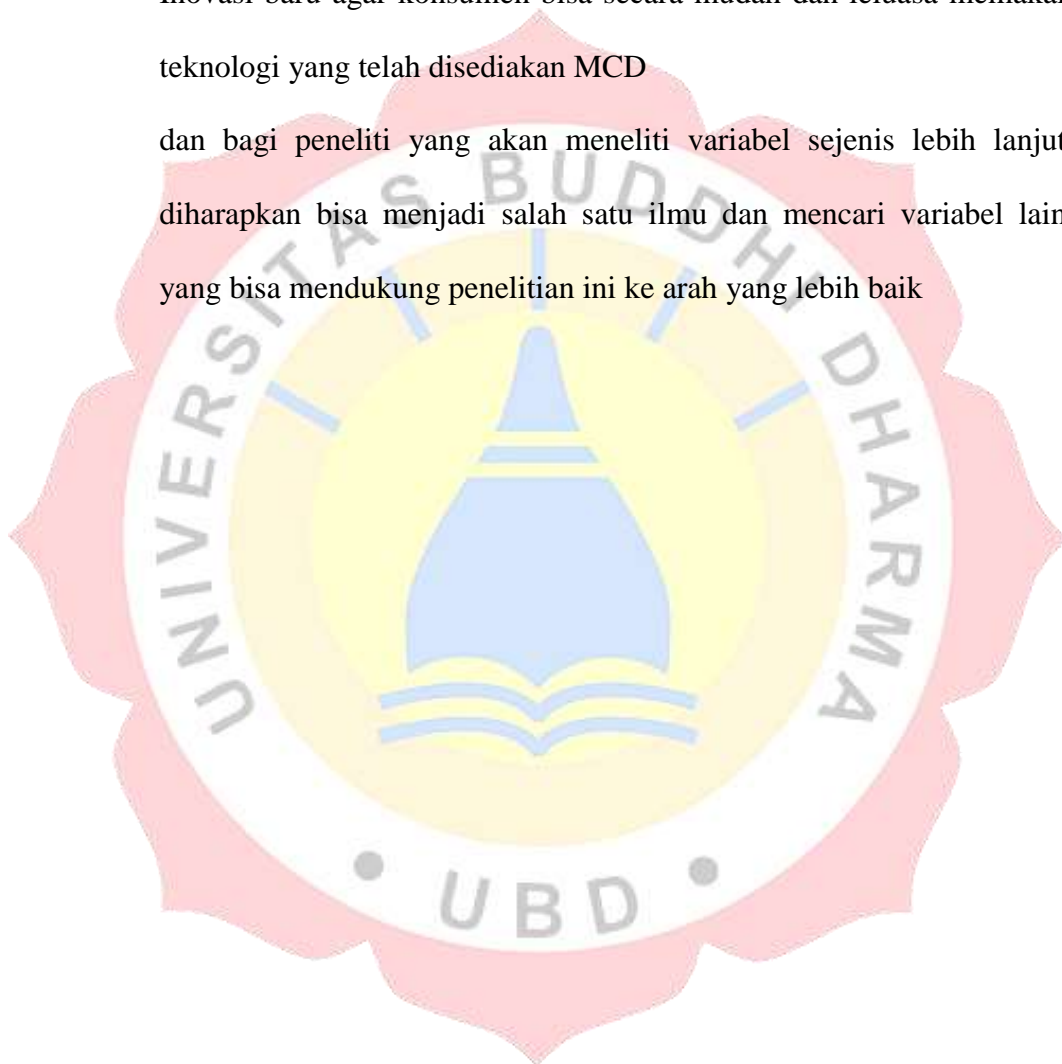 Inovasi baru agar konsumen bisa secara mudah dan leluasa memakai
teknologi yang telah disediakan MCD
dan bagi peneliti yang akan meneliti variabel sejenis lebih lanjut
diharapkan bisa menjadi salah satu ilmu dan mencari variabel lain
yang bisa mendukung penelitian ini ke arah yang lebih baik
UNIVERSITAS BUDDHI DHARMA
• UBD •